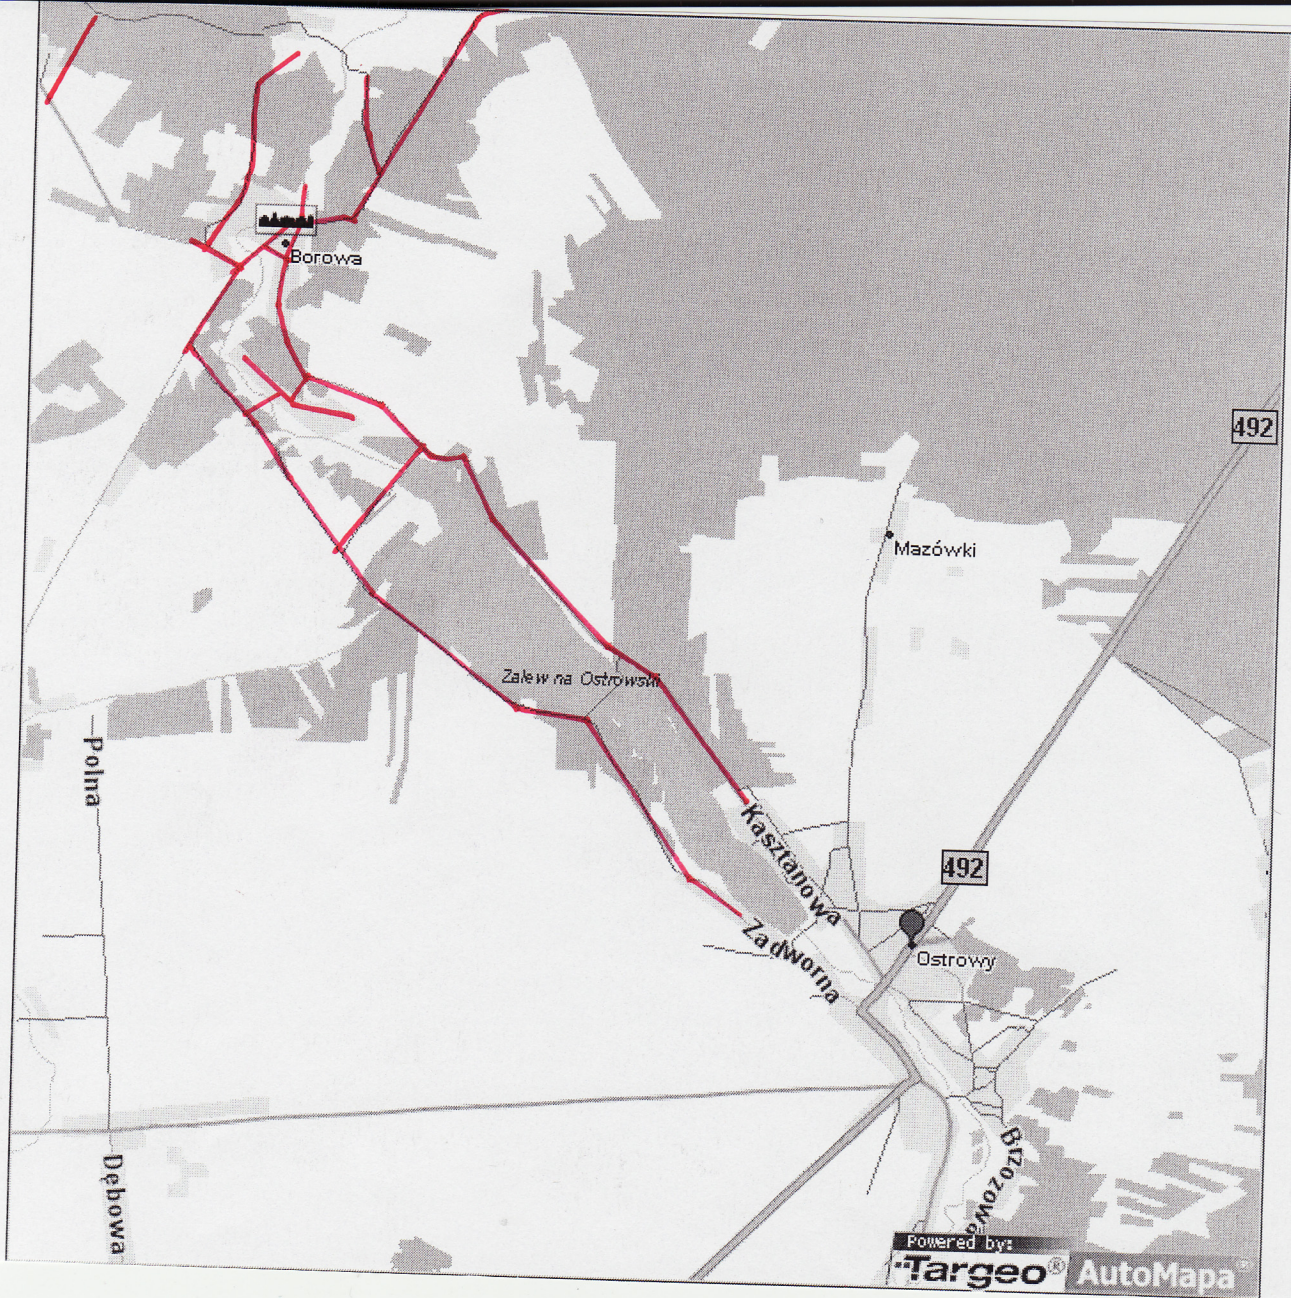 Borowa
492
Mazówki
Zalew na Ostrowski
Polna
Kasztanowa
492
Zadworna
Ostrowy
Brzozowa
Dębowa
Powered by:
Targeo® AutoMapa®